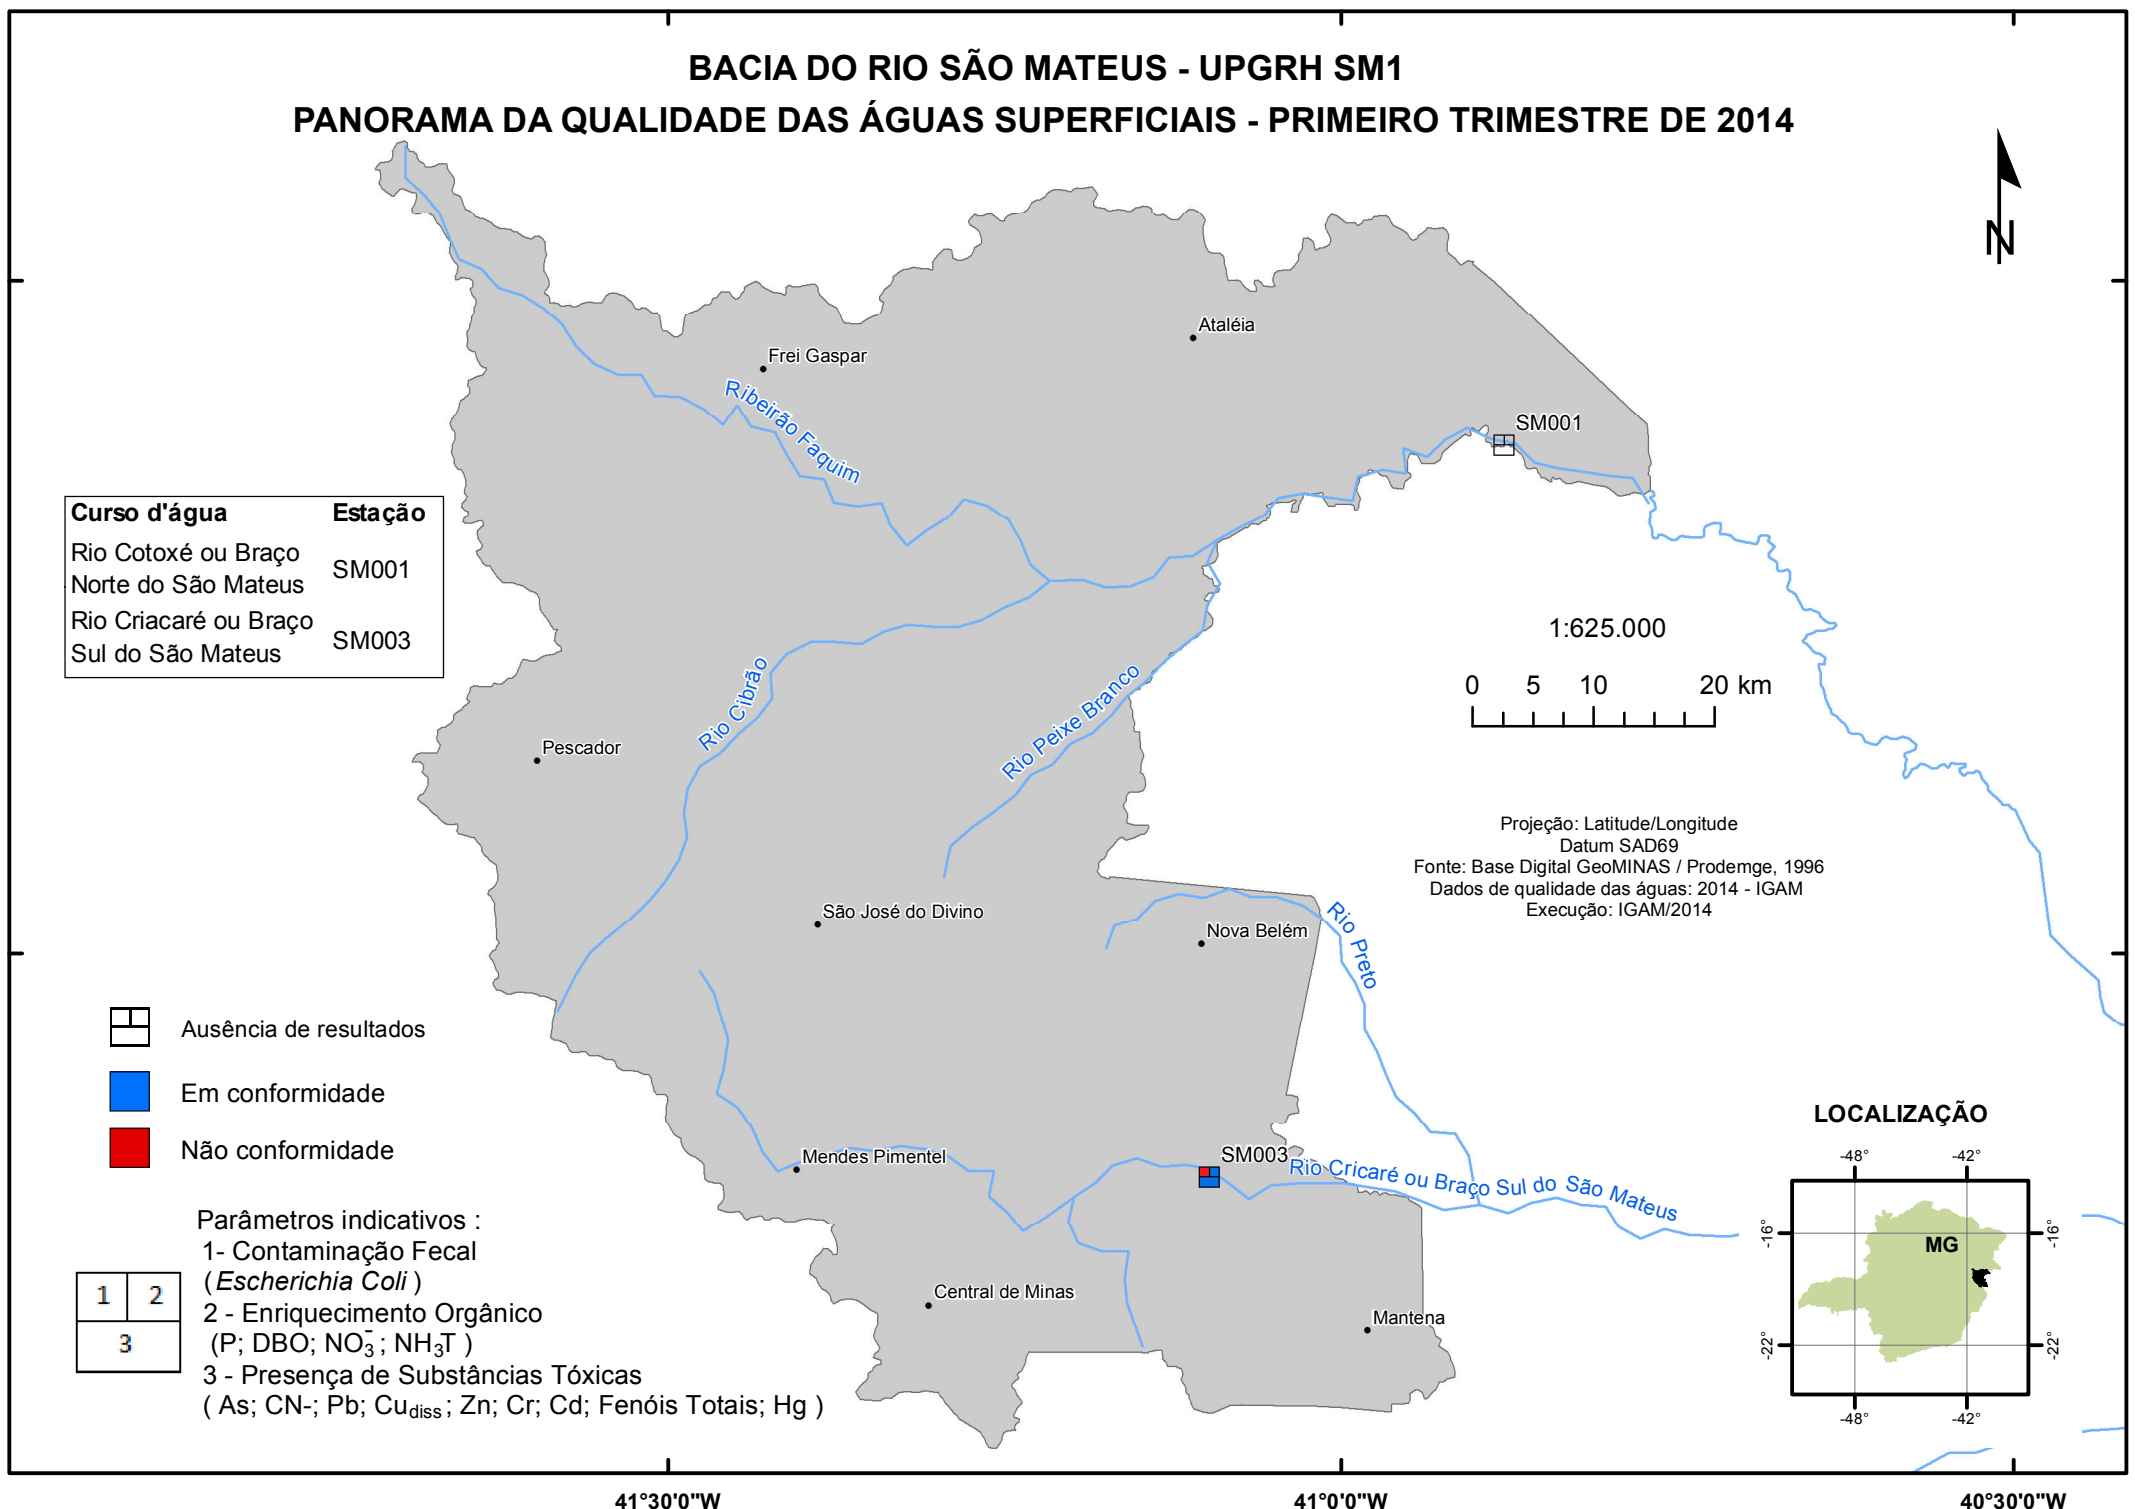 BACIA DO RIO SÃO MATEUS - UPGRH SM1
PANORAMA DA QUALIDADE DAS ÁGUAS SUPERFICIAIS - PRIMEIRO TRIMESTRE DE 2014
N
Ataléia
Frei Gaspar
Ribeirão Faquim
SM001
Curso d'água Estação
Rio Cotoxé ou Braço
Norte do São Mateus SM001
Rio Criacaré ou Braço
Sul do São Mateus SM003
1:625.000
0 5 10 20 km
Rio Cibrão
Rio Peixe Branco
Pescador
Projeção: Latitude/Longitude
Datum SAD69
Fonte: Base Digital GeoMINAS / Prodemge, 1996
Dados de qualidade das águas: 2014 - IGAM
Execução: IGAM/2014
São José do Divino
Nova Belém
Rio Preto
Ausência de resultados
Em conformidade
Não conformidade
Mendes Pimentel
SM003
Rio Cricaré ou Braço Sul do São Mateus
Central de Minas
Mantena
Parâmetros indicativos :
1- Contaminação Fecal
(Escherichia Coli )
2 - Enriquecimento Orgânico
(P; DBO; NO₃⁻; NH₃T )
3 - Presença de Substâncias Tóxicas
( As; CN-; Pb; Cu diss; Zn; Cr; Cd; Fenóis Totais; Hg )
1 2
3
LOCALIZAÇÃO
-48° -42°
-16° -16°
MG
-22° -22°
-48° -42°
41°30'0"W 41°0'0"W 40°30'0"W